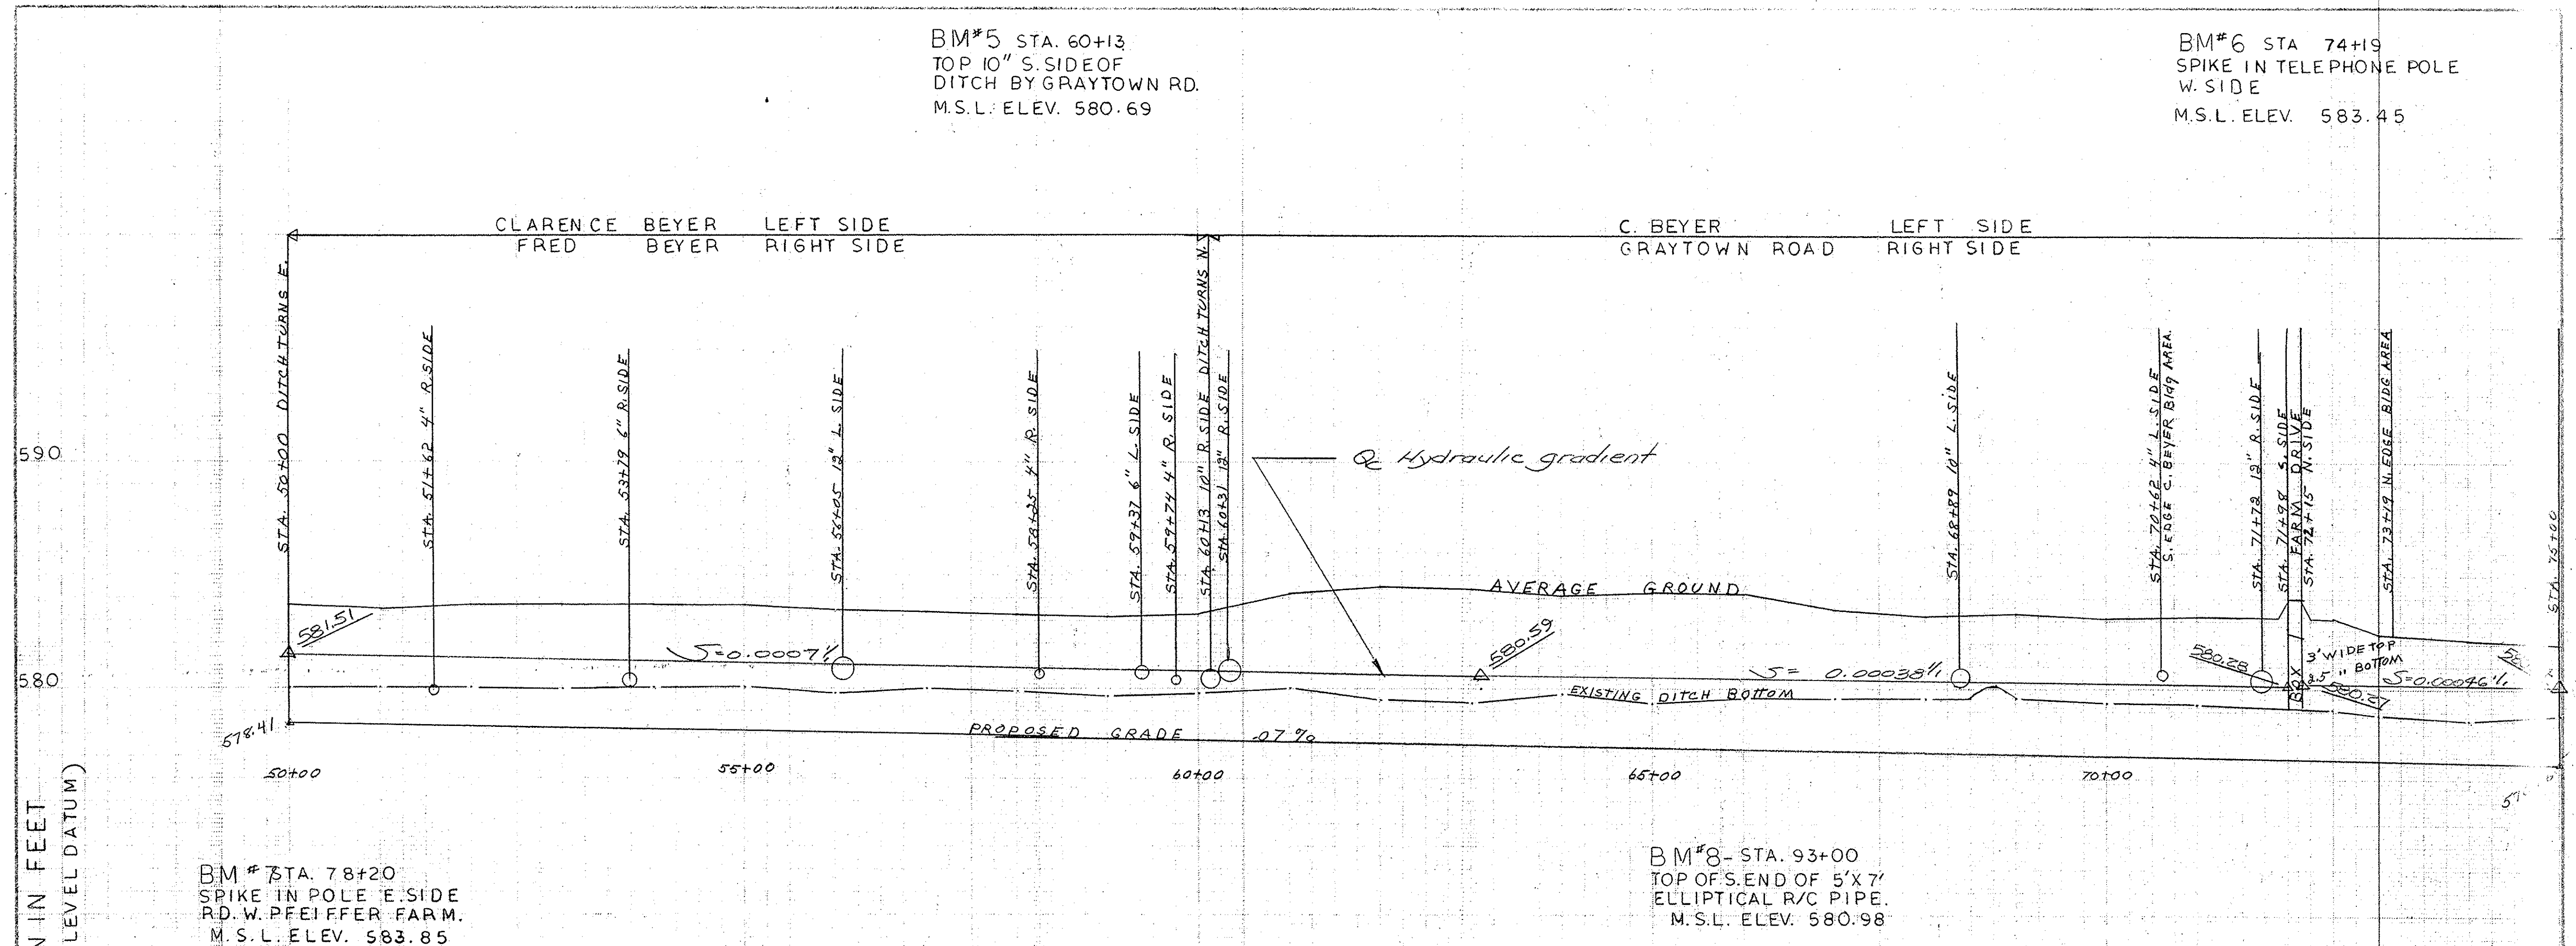 BM#5 STA. 60+13
TOP 10" S. SIDE OF
DITCH BY GRAYTOWN RD.
M.S.L. ELEV. 580.69
BM#6 STA 74+19
SPIKE IN TELEPHONE POLE
W. SIDE
M.S.L. ELEV. 583.45
CLARENCE BEYER LEFT SIDE
FRED BEYER RIGHT SIDE
C. BEYER LEFT SIDE
GRAYTOWN ROAD RIGHT SIDE
STA. 50+00 DITCH TURNS E.
STA. 51+62 4" R. SIDE
STA. 53+79 6" R. SIDE
STA. 56+05 12" L. SIDE
STA. 58+25 4" R. SIDE
STA. 59+37 6" L. SIDE
STA. 59+74 4" R. SIDE
STA. 60+13 10" R. SIDE DITCH TURNS N.
STA. 60+31 12" R. SIDE
STA. 68+89 10" L. SIDE
STA. 70+62 4" L. SIDE
S. EDGE C. BEYER Bldg AREA.
STA. 71+72 12" R. SIDE
STA. 71+98 S. SIDE
FARM DRIVE
STA. 72+15 N. SIDE
STA. 73+19 N. EDGE BLDG AREA
STA. 75+00
590
Hydraulic gradient
AVERAGE GROUND
581.51
S=0.0007'/,
580.59
S= 0.00038'/,
580.28
BOX
3' WIDE TOP
2.5' " BOTTOM
580.27
S=0.00046'/,
580
EXISTING DITCH BOTTOM
578.41
PROPOSED GRADE .07%
50+00
55+00
60+00
65+00
70+00
N IN FEET
LEVEL DATUM)
BM #7 STA. 78+20
SPIKE IN POLE E. SIDE
RD. W. PFEIFFER FARM.
M.S.L. ELEV. 583.85
BM#8- STA. 93+00
TOP OF S. END OF 5'X7'
ELLIPTICAL R/C PIPE.
M.S.L. ELEV. 580.98